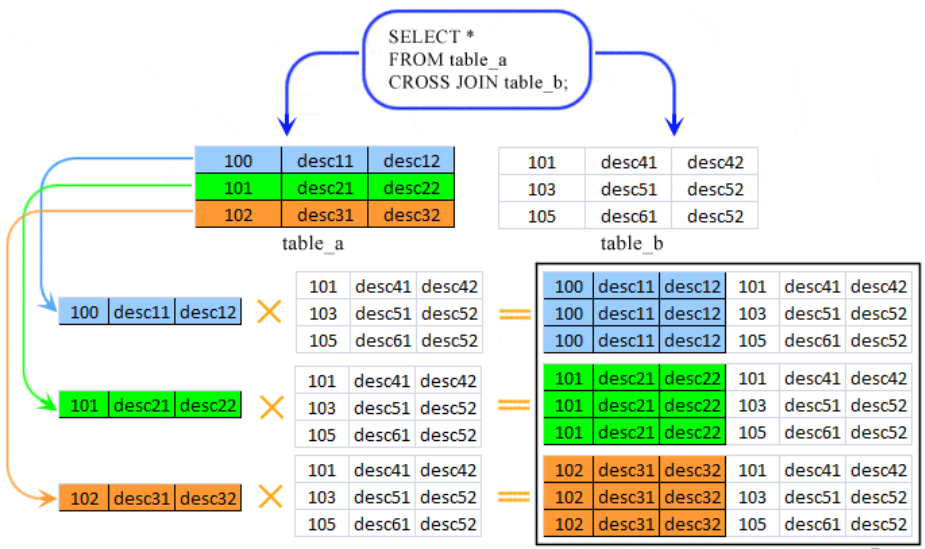 SELECT *
FROM table_a
CROSS JOIN table_b;
100 desc11 desc12
101 desc21 desc22
102 desc31 desc32
table_a
101 desc41 desc42
103 desc51 desc52
105 desc61 desc52
table_b
100 desc11 desc12
×
101 desc41 desc42
103 desc51 desc52
105 desc61 desc52
=
100 desc11 desc12 101 desc41 desc42
100 desc11 desc12 103 desc51 desc52
100 desc11 desc12 105 desc61 desc52
101 desc21 desc22
×
101 desc41 desc42
103 desc51 desc52
105 desc61 desc52
=
101 desc21 desc22 101 desc41 desc42
101 desc21 desc22 103 desc51 desc52
101 desc21 desc22 105 desc61 desc52
102 desc31 desc32
×
101 desc41 desc42
103 desc51 desc52
105 desc61 desc52
=
102 desc31 desc32 101 desc41 desc42
102 desc31 desc32 103 desc51 desc52
102 desc31 desc32 105 desc61 desc52